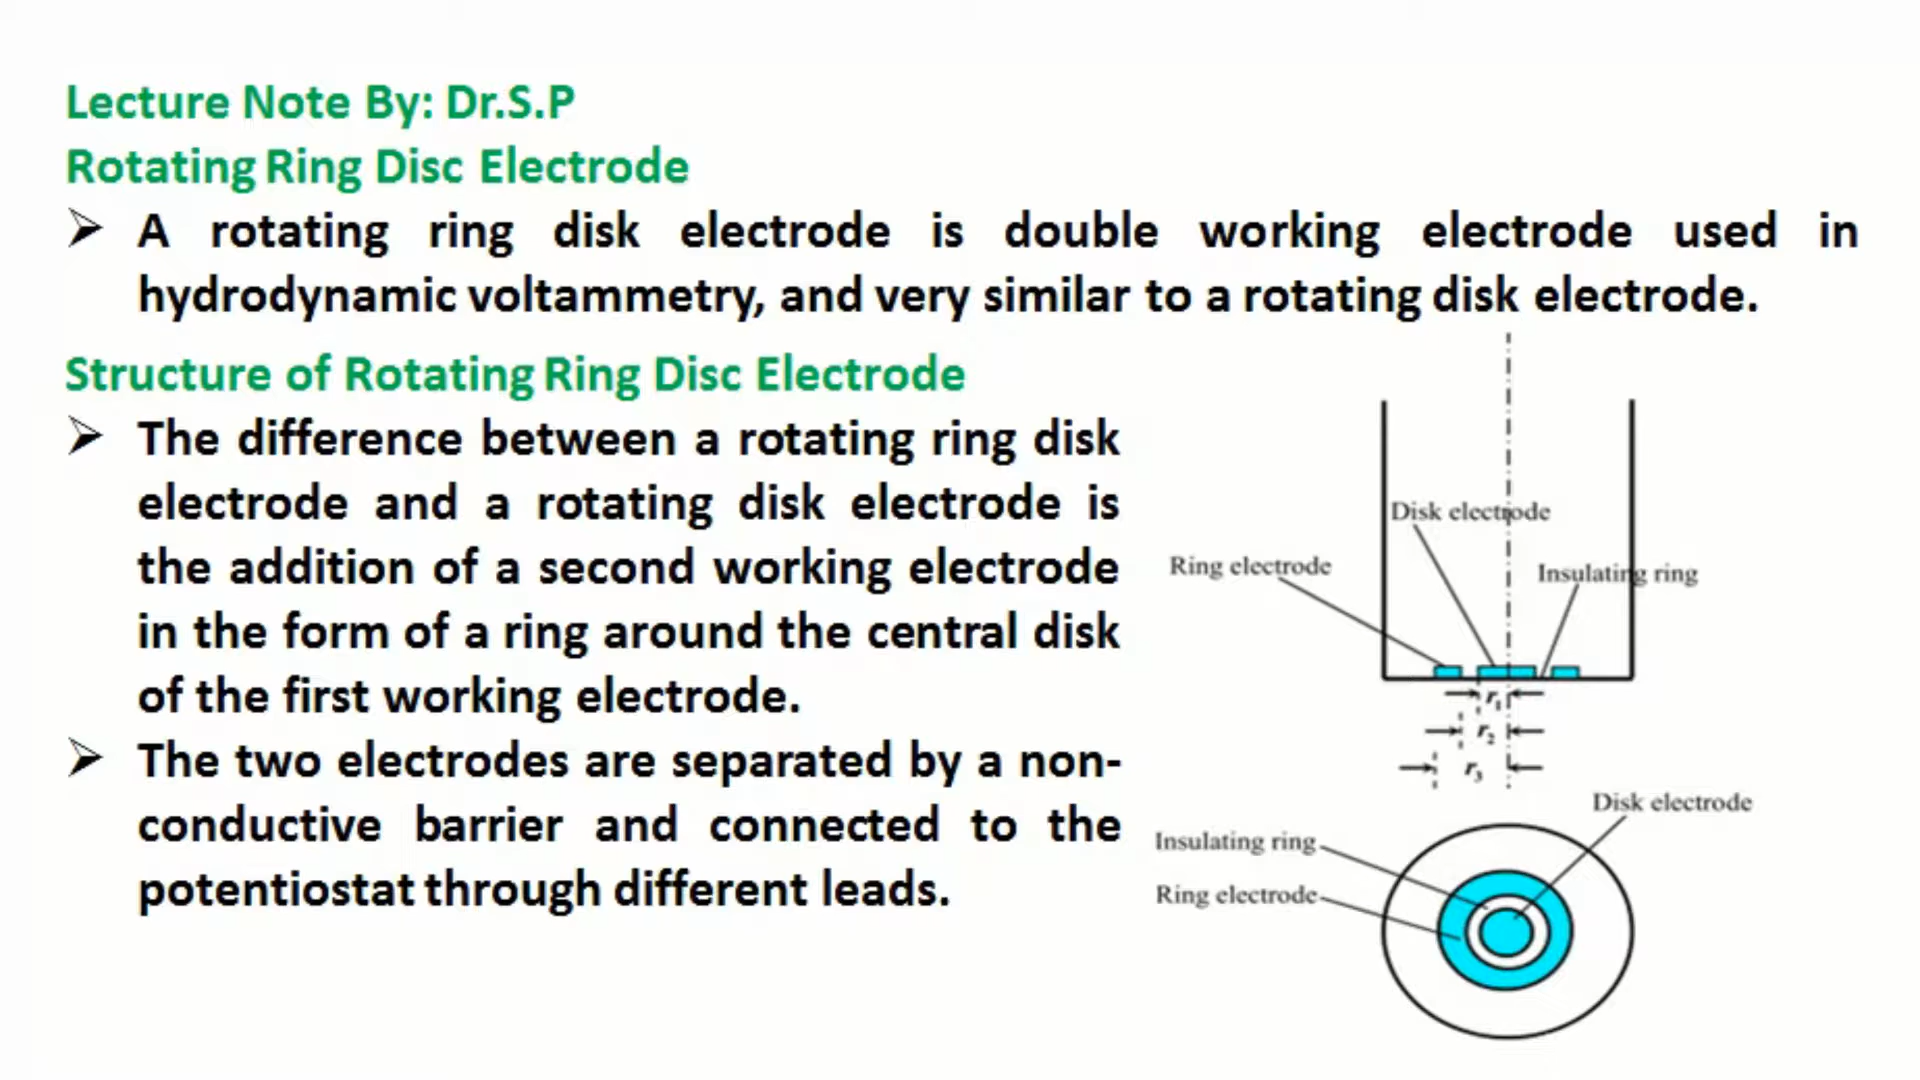 Lecture Note By: Dr.S.P
Rotating Ring Disc Electrode
➢ A rotating ring disk electrode is double working electrode used in
hydrodynamic voltammetry, and very similar to a rotating disk electrode.
Structure of Rotating Ring Disc Electrode
➢ The difference between a rotating ring disk
electrode and a rotating disk electrode is
the addition of a second working electrode
in the form of a ring around the central disk
of the first working electrode.
➢ The two electrodes are separated by a non-
conductive barrier and connected to the
potentiostat through different leads.
Disk electrode
Ring electrode
Insulating ring
r₁
r₂
r₃
Disk electrode
Insulating ring
Ring electrode